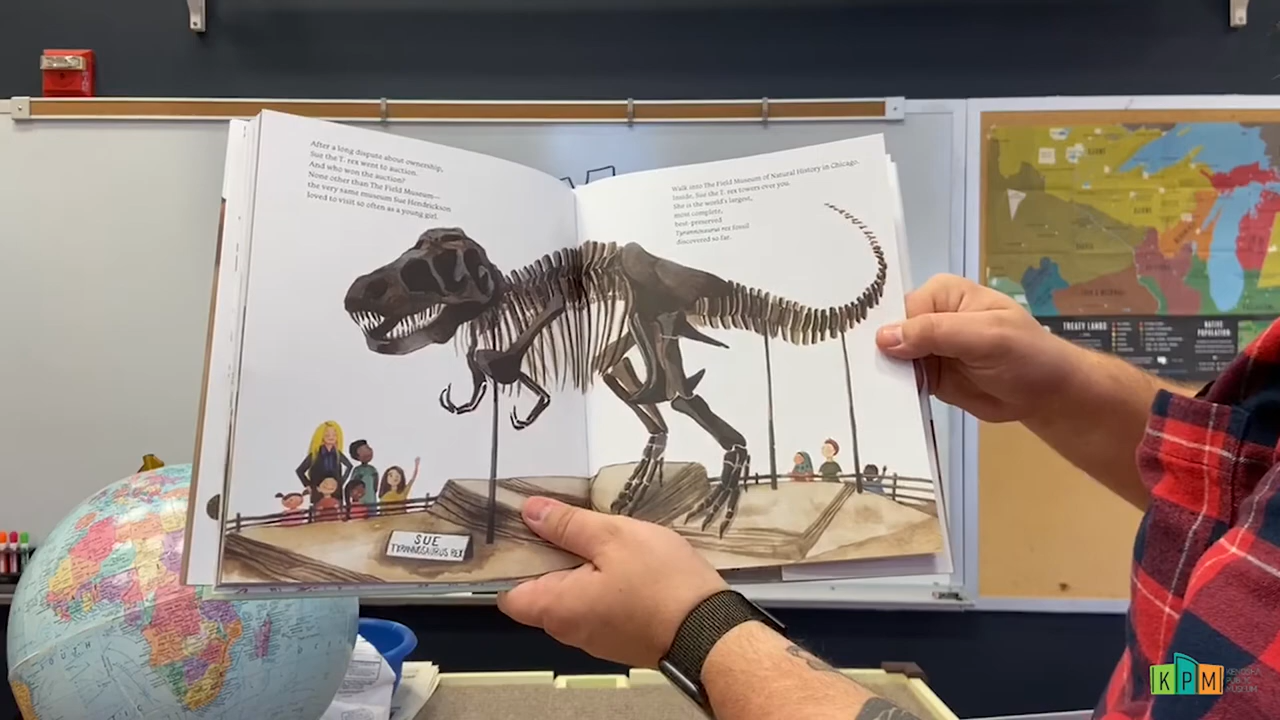 After a long dispute about ownership,
Sue the T. rex went to auction.
And who won the auction?
None other than The Field Museum—
the very same museum Sue Hendrickson
loved to visit so often as a young girl.
Walk into The Field Museum of Natural History in Chicago.
Inside, Sue the T. rex towers over you.
She is the world's largest,
most complete,
best-preserved
Tyrannosaurus rex fossil
discovered so far.
SUE
TYRANNOSAURUS REX
TREATY LANDS
NATIVE
POPULATION
SOUTH
KPM
KENOSHA
PUBLIC
MUSEUM